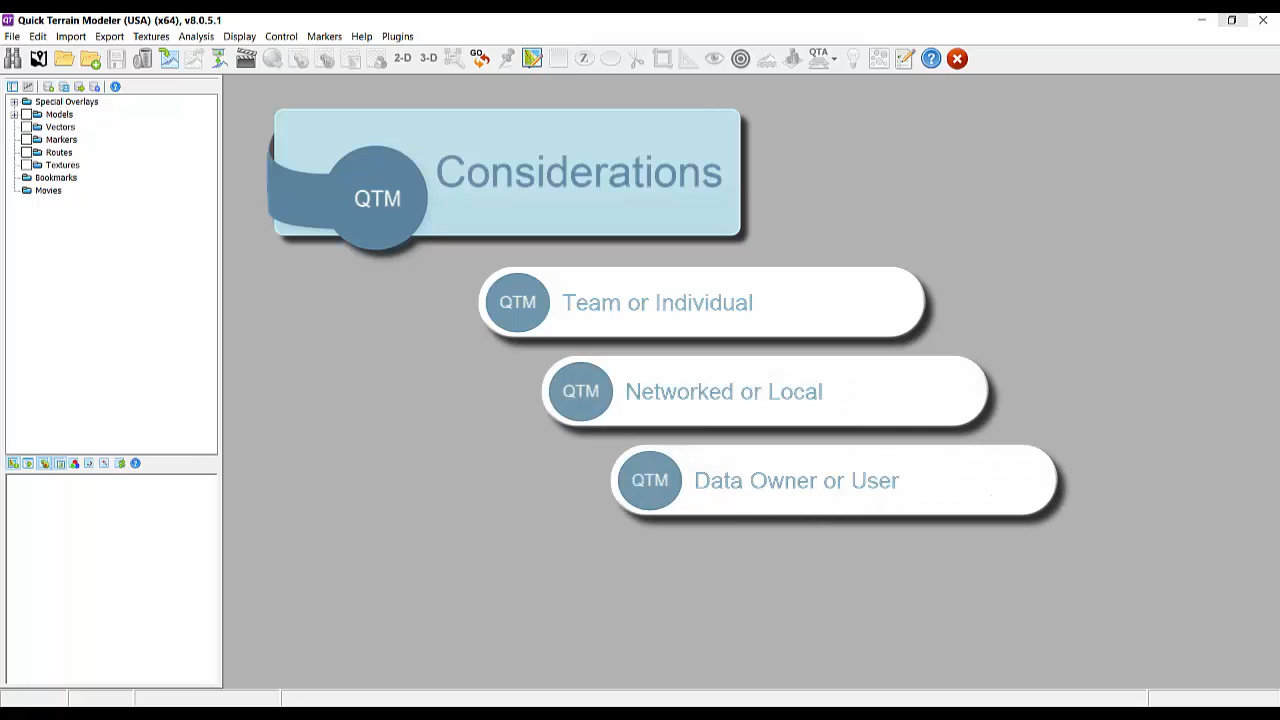 QT Quick Terrain Modeler (USA) (x64), v8.0.5.1
File Edit Import Export Textures Analysis Display Control Markers Help Plugins
2-D 3-D GO Z QTA ?
Special Overlays
Models
Vectors
Markers
Routes
Textures
Bookmarks
Movies
QTM Considerations
QTM Team or Individual
QTM Networked or Local
QTM Data Owner or User